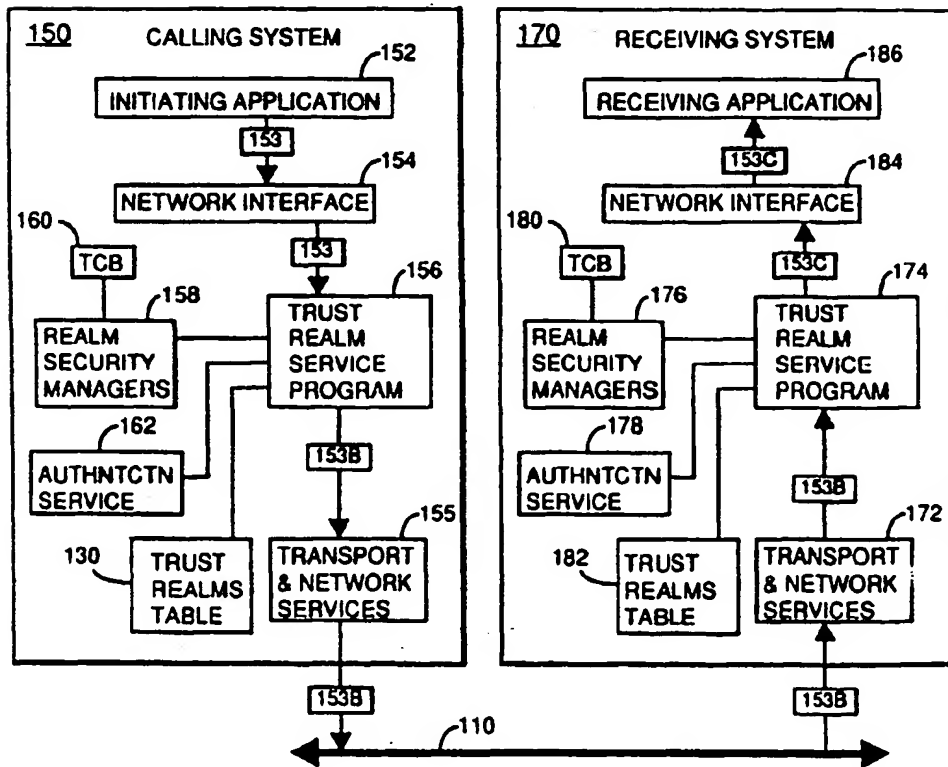 150 CALLING SYSTEM
152
INITIATING APPLICATION
153
154
NETWORK INTERFACE
160
TCB
153
156
158
REALM
SECURITY
MANAGERS
TRUST
REALM
SERVICE
PROGRAM
162
AUTHNTCTN
SERVICE
153B
155
130
TRUST
REALMS
TABLE
TRANSPORT
& NETWORK
SERVICES
153B
110
170 RECEIVING SYSTEM
186
RECEIVING APPLICATION
153C
184
NETWORK INTERFACE
180
TCB
153C
174
176
REALM
SECURITY
MANAGERS
TRUST
REALM
SERVICE
PROGRAM
178
AUTHNTCTN
SERVICE
153B
172
182
TRUST
REALMS
TABLE
TRANSPORT
& NETWORK
SERVICES
153B